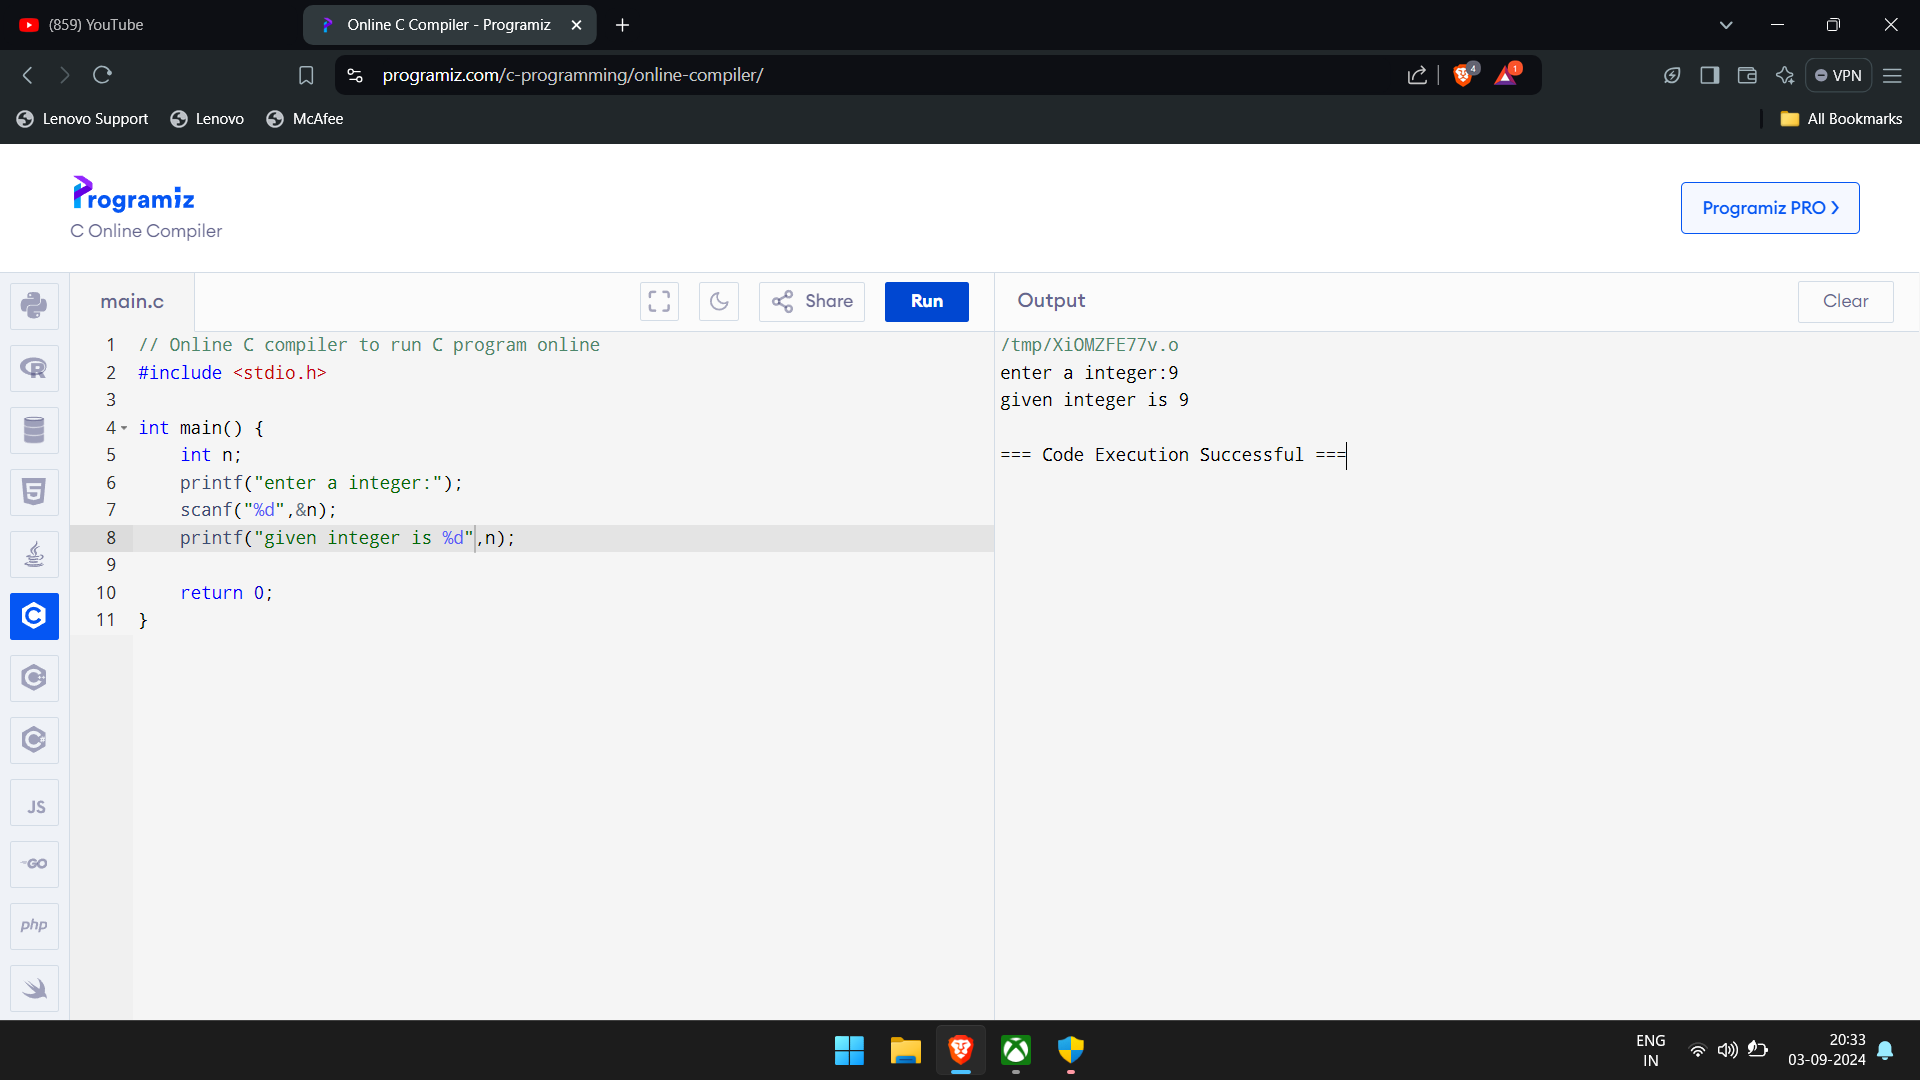 (859) YouTube
Online C Compiler - Programiz
programiz.com/c-programming/online-compiler/
4
1
VPN
Lenovo Support
Lenovo
McAfee
All Bookmarks
Programiz
C Online Compiler
Programiz PRO
main.c
Share
Run
Output
Clear
1 // Online C compiler to run C program online
2 #include <stdio.h>
3
4 int main() {
5     int n;
6     printf("enter a integer:");
7     scanf("%d",&n);
8     printf("given integer is %d",n);
9
10     return 0;
11 }
/tmp/XiOMZFE77v.o
enter a integer:9
given integer is 9
=== Code Execution Successful ===
R
5
C
C
C
JS
GO
php
ENG
IN
20:33
03-09-2024